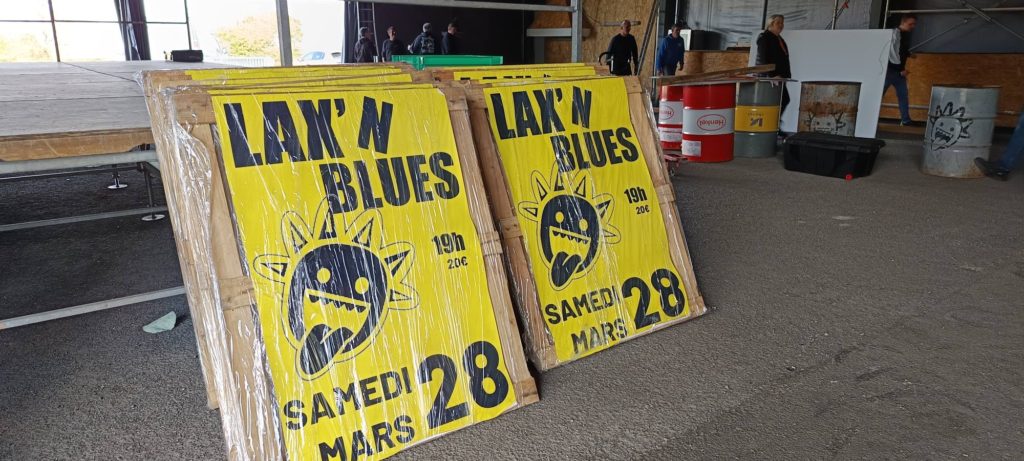 LAX'N
BLUES
19h
20€
SAMEDI
28
MARS
LAX'N
BLUES
19h
20€
SAMEDI
28
MARS
Henkel